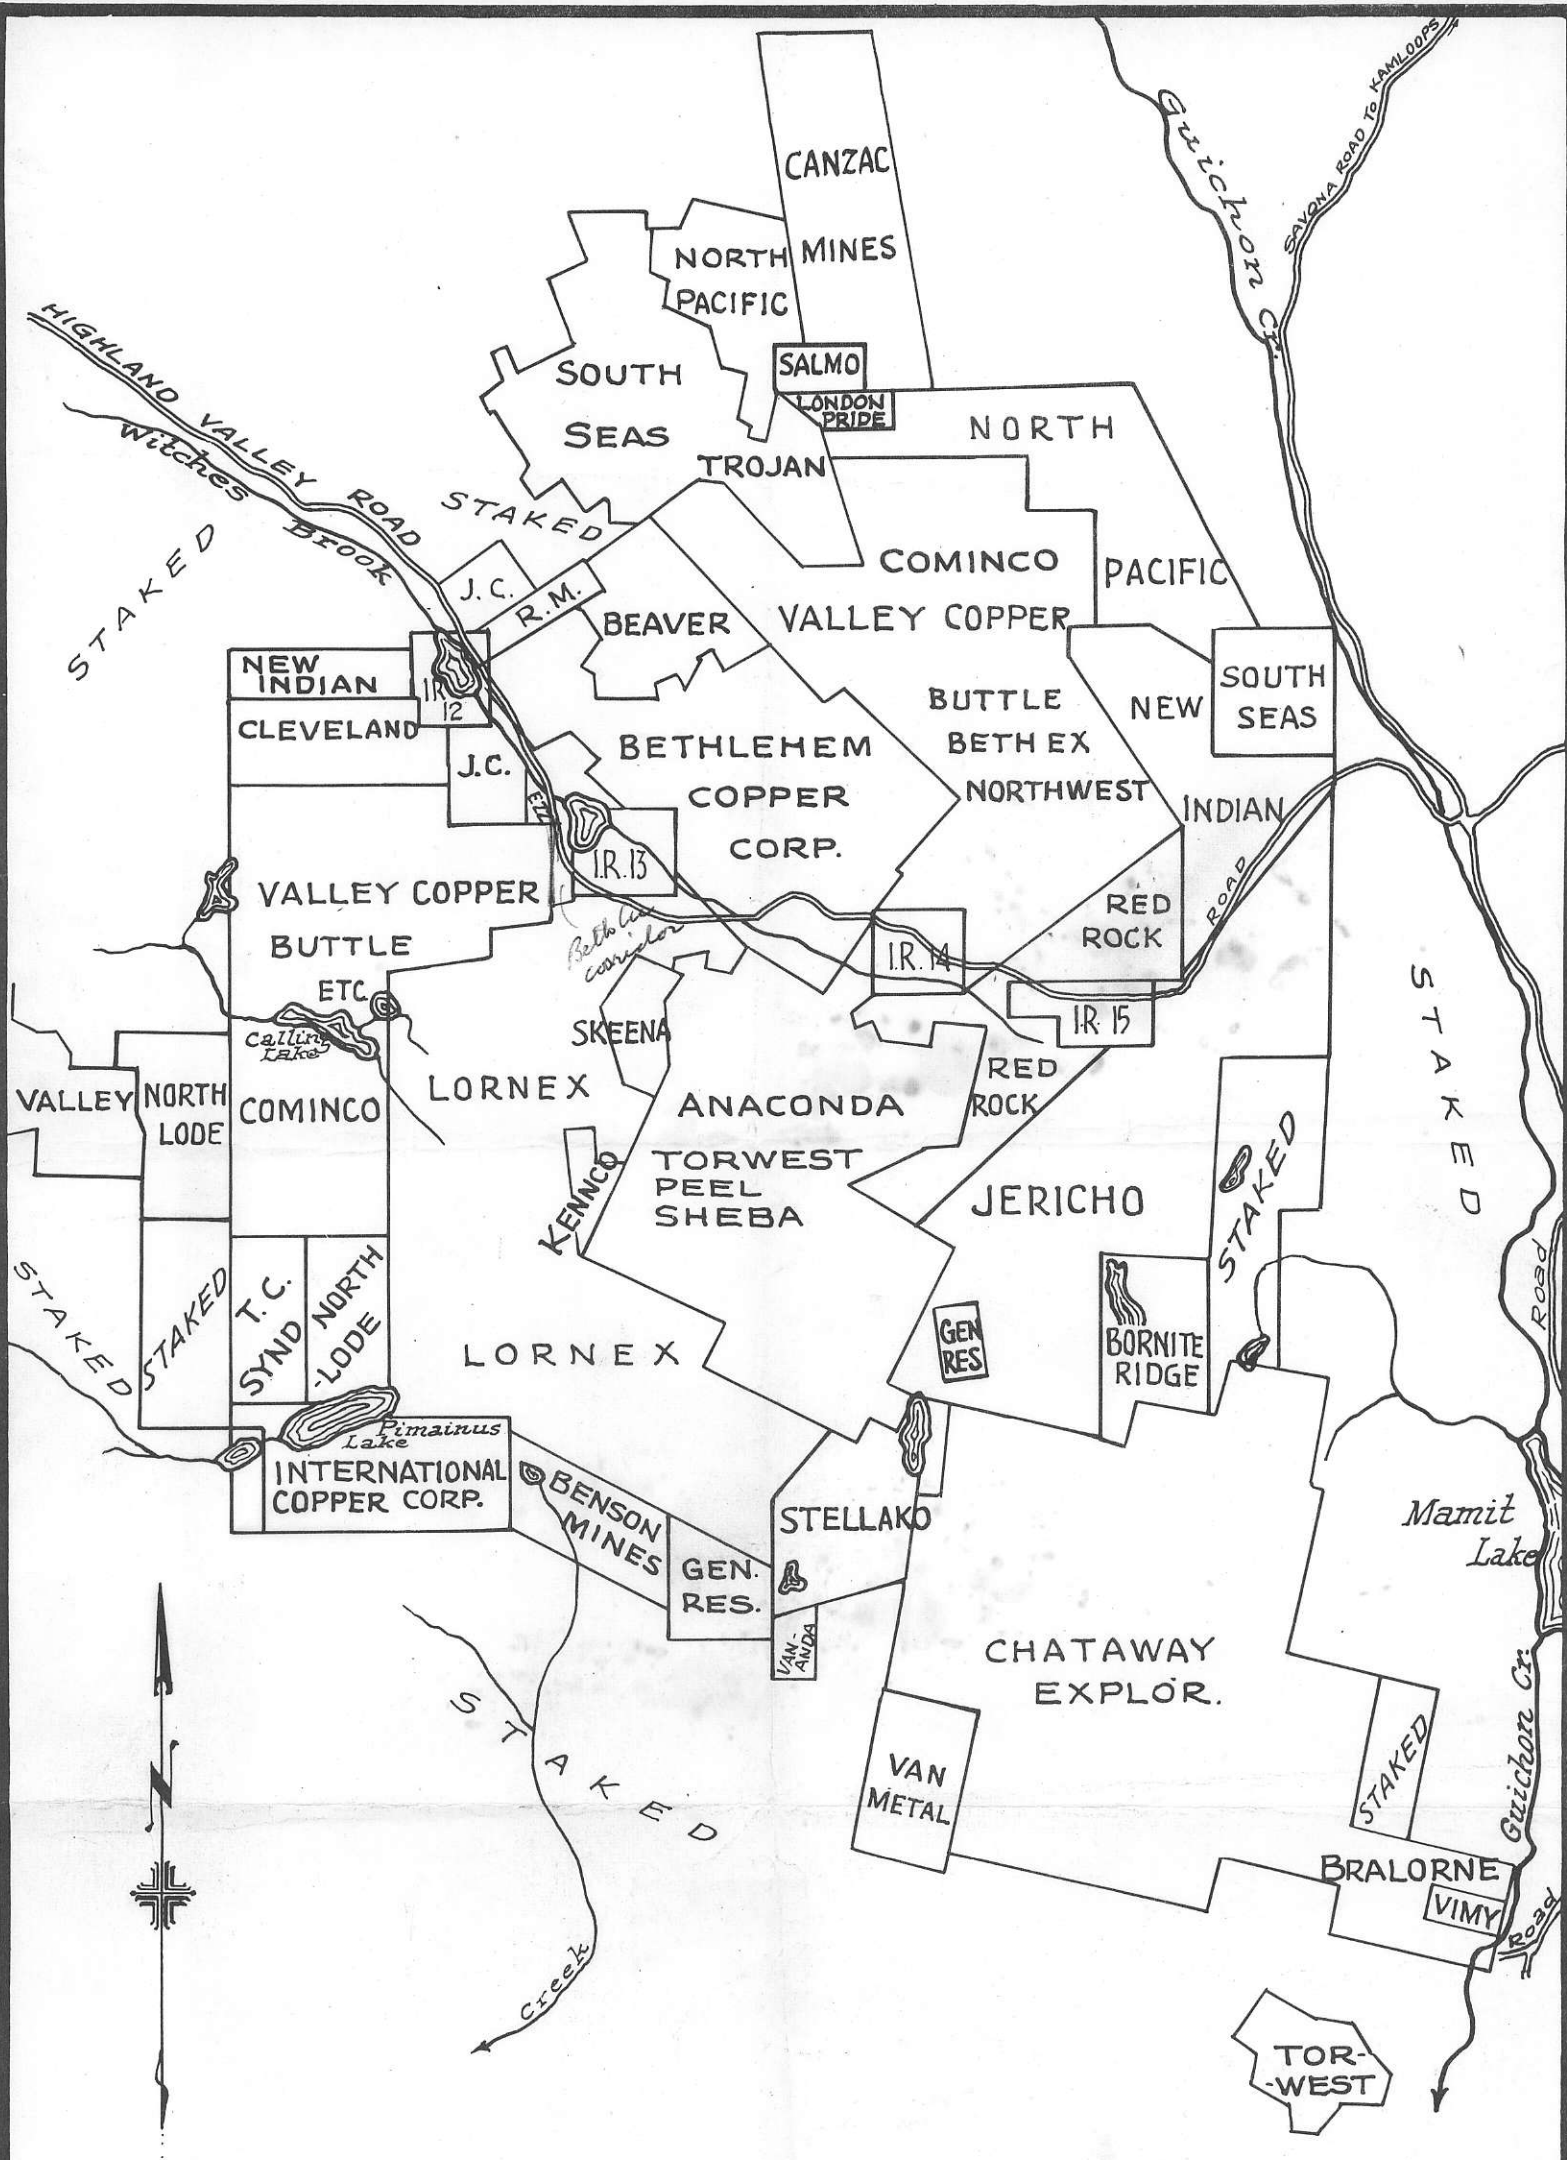 Guichon Cr.
SAVONA ROAD TO KAMLOOPS
CANZAC
MINES
NORTH
PACIFIC
HIGHLAND VALLEY ROAD
Witches Brook
SOUTH
SEAS
SALMO
LONDON
PRIDE
NORTH
PACIFIC
TROJAN
STAKED
STAKED
COMINCO
VALLEY COPPER
J.C.
R.M.
BEAVER
NEW
INDIAN
I.R.
12
CLEVELAND
J.C.
BETHLEHEM
COPPER
CORP.
BUTTLE
BETH EX
NORTHWEST
NEW
INDIAN
SOUTH
SEAS
I.R. 13
VALLEY COPPER
BUTTLE
ETC
corridor
RED
ROCK
ROAD
I.R. 14
I.R. 15
STAKED
Calling
Lake
SKEENA
VALLEY
NORTH
LODE
COMINCO
LORNEX
ANACONDA
TORWEST
PEEL
SHEBA
RED
ROCK
JERICHO
STAKED
KENNCO
STAKED
STAKED
T.C.
SYND
NORTH
-LODE
LORNEX
GEN
RES
BORNITE
RIDGE
Road
Pimainus
Lake
INTERNATIONAL
COPPER CORP.
BENSON
MINES
GEN.
RES.
STELLAKO
VAN-
ANDA
Mamit
Lake
CHATAWAY
EXPLOR.
STAKED
VAN
METAL
STAKED
Guichon Cr.
BRALORNE
VIMY
Road
Creek
N
TOR-
-WEST